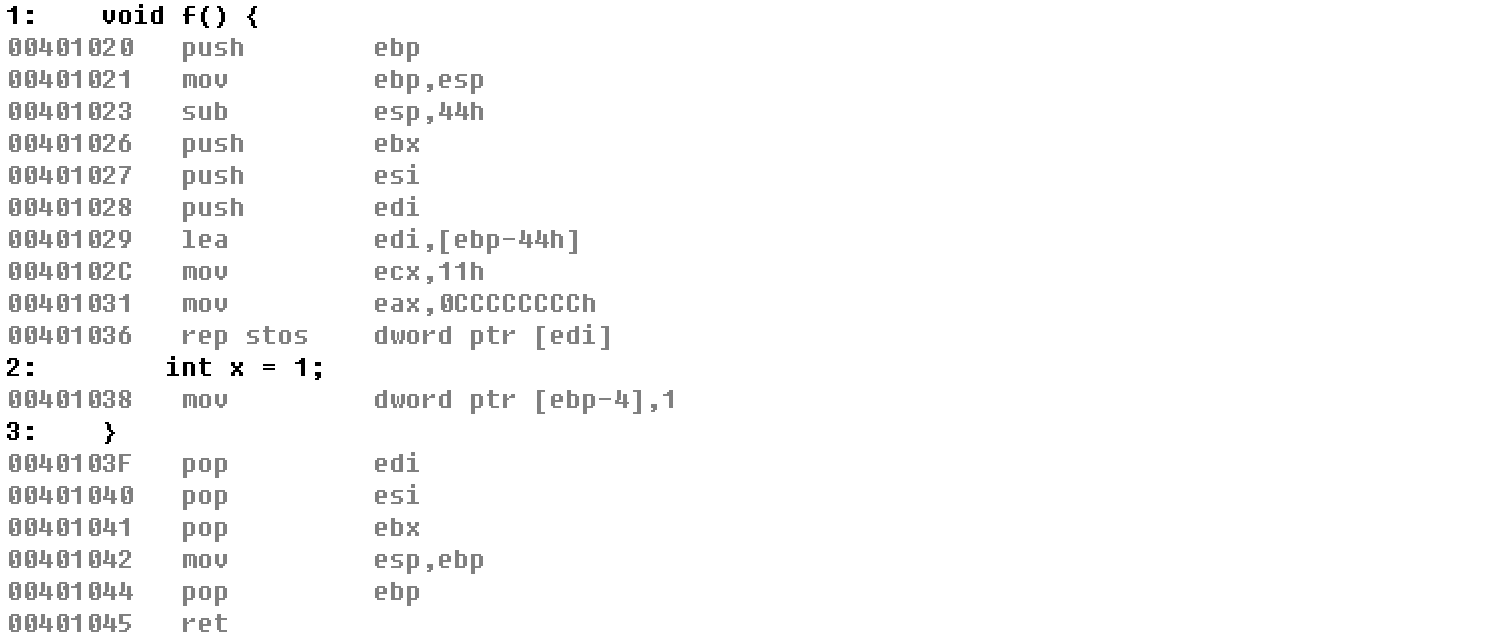 1:    void f() {
00401020   push        ebp
00401021   mov         ebp,esp
00401023   sub         esp,44h
00401026   push        ebx
00401027   push        esi
00401028   push        edi
00401029   lea         edi,[ebp-44h]
0040102C   mov         ecx,11h
00401031   mov         eax,0CCCCCCCCh
00401036   rep stos    dword ptr [edi]
2:        int x = 1;
00401038   mov         dword ptr [ebp-4],1
3:    }
0040103F   pop         edi
00401040   pop         esi
00401041   pop         ebx
00401042   mov         esp,ebp
00401044   pop         ebp
00401045   ret